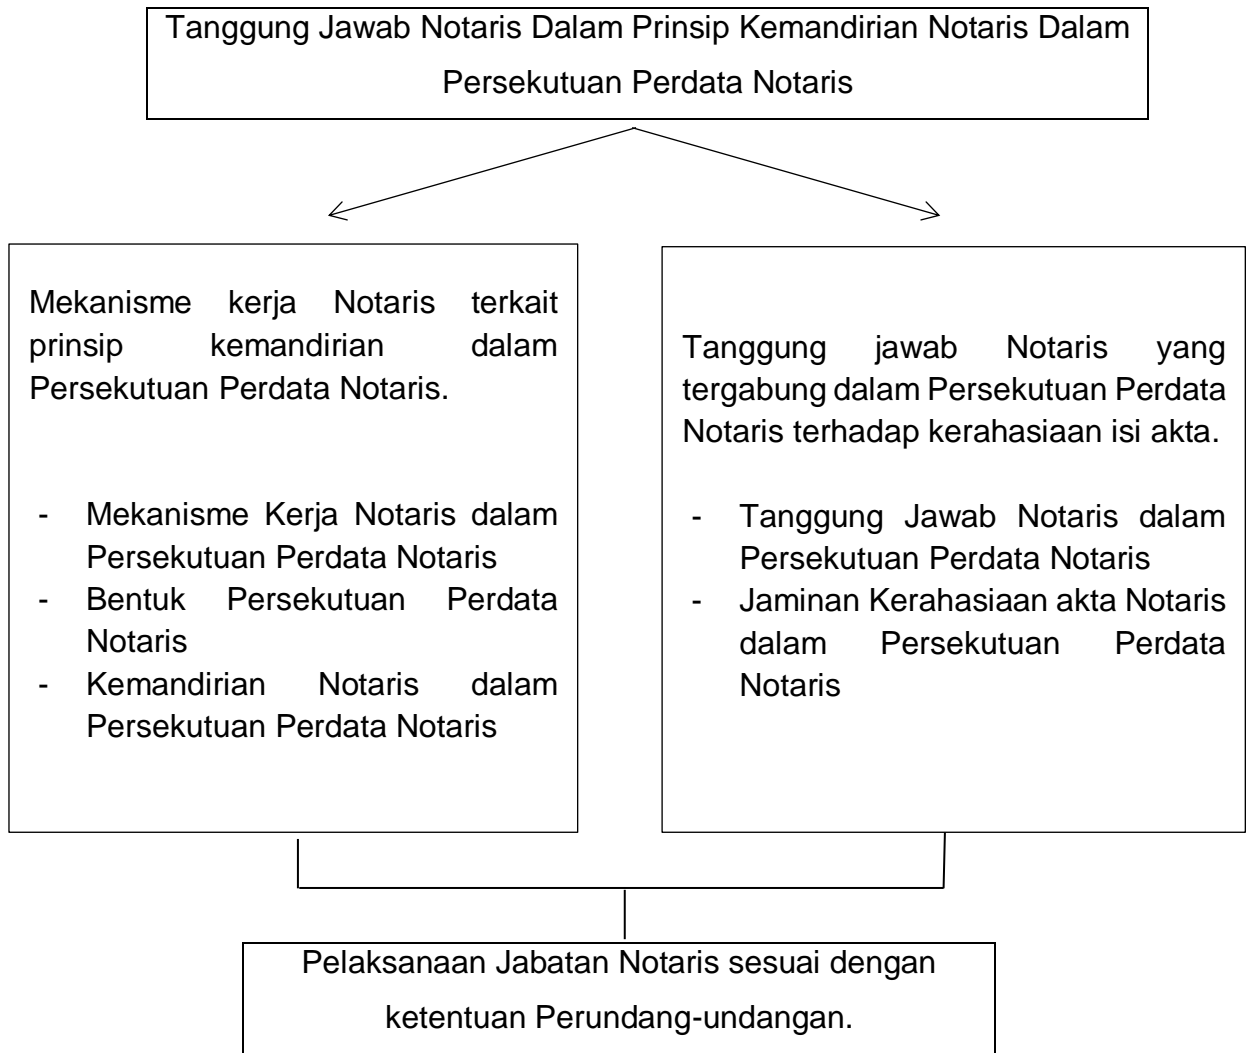 Tanggung Jawab Notaris Dalam Prinsip Kemandirian Notaris Dalam
Persekutuan Perdata Notaris
Mekanisme kerja Notaris terkait
prinsip kemandirian dalam
Persekutuan Perdata Notaris.
- Mekanisme Kerja Notaris dalam
Persekutuan Perdata Notaris
- Bentuk Persekutuan Perdata
Notaris
- Kemandirian Notaris dalam
Persekutuan Perdata Notaris
Tanggung jawab Notaris yang
tergabung dalam Persekutuan Perdata
Notaris terhadap kerahasiaan isi akta.
- Tanggung Jawab Notaris dalam
Persekutuan Perdata Notaris
- Jaminan Kerahasiaan akta Notaris
dalam Persekutuan Perdata
Notaris
Pelaksanaan Jabatan Notaris sesuai dengan
ketentuan Perundang-undangan.